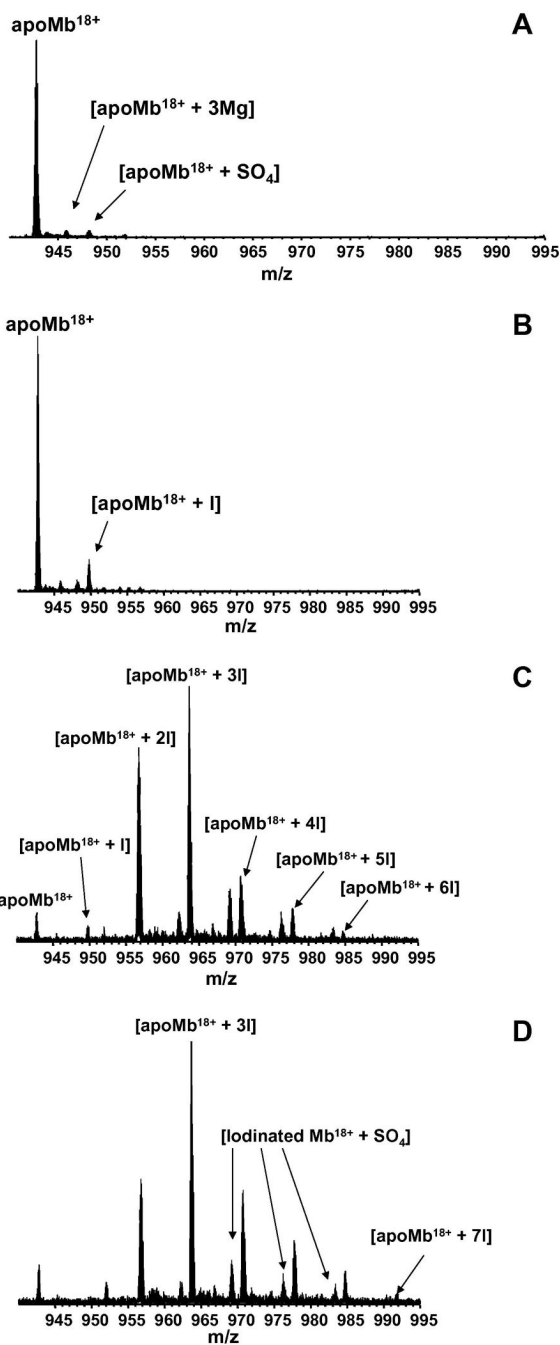 apoMb18+
A
[apoMb18+ + 3Mg]
[apoMb18+ + SO4]
945 950 955 960 965 970 975 980 985 990 995
m/z
B
apoMb18+
[apoMb18+ + I]
945 950 955 960 965 970 975 980 985 990 995
m/z
C
[apoMb18+ + 3I]
[apoMb18+ + 2I]
[apoMb18+ + 4I]
[apoMb18+ + I]
[apoMb18+ + 5I]
[apoMb18+ + 6I]
apoMb18+
945 950 955 960 965 970 975 980 985 990 995
m/z
D
[apoMb18+ + 3I]
[Iodinated Mb18+ + SO4]
[apoMb18+ + 7I]
945 950 955 960 965 970 975 980 985 990 995
m/z